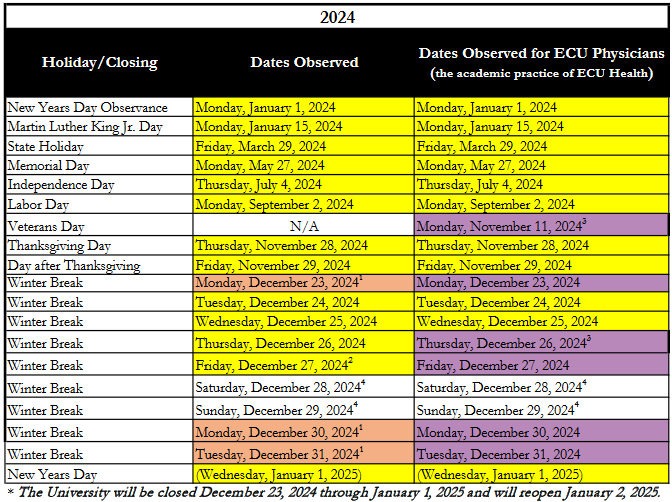 2024
Holiday/Closing Dates Observed Dates Observed for ECU Physicians
(the academic practice of ECU Health)
New Years Day Observance Monday, January 1, 2024 Monday, January 1, 2024
Martin Luther King Jr. Day Monday, January 15, 2024 Monday, January 15, 2024
State Holiday Friday, March 29, 2024 Friday, March 29, 2024
Memorial Day Monday, May 27, 2024 Monday, May 27, 2024
Independence Day Thursday, July 4, 2024 Thursday, July 4, 2024
Labor Day Monday, September 2, 2024 Monday, September 2, 2024
Veterans Day N/A Monday, November 11, 2024³
Thanksgiving Day Thursday, November 28, 2024 Thursday, November 28, 2024
Day after Thanksgiving Friday, November 29, 2024 Friday, November 29, 2024
Winter Break Monday, December 23, 2024¹ Monday, December 23, 2024
Winter Break Tuesday, December 24, 2024 Tuesday, December 24, 2024
Winter Break Wednesday, December 25, 2024 Wednesday, December 25, 2024
Winter Break Thursday, December 26, 2024 Thursday, December 26, 2024³
Winter Break Friday, December 27, 2024² Friday, December 27, 2024
Winter Break Saturday, December 28, 2024⁴ Saturday, December 28, 2024⁴
Winter Break Sunday, December 29, 2024⁴ Sunday, December 29, 2024⁴
Winter Break Monday, December 30, 2024¹ Monday, December 30, 2024
Winter Break Tuesday, December 31, 2024¹ Tuesday, December 31, 2024
New Years Day (Wednesday, January 1, 2025) (Wednesday, January 1, 2025)
* The University will be closed December 23, 2024 through January 1, 2025 and will reopen January 2, 2025.